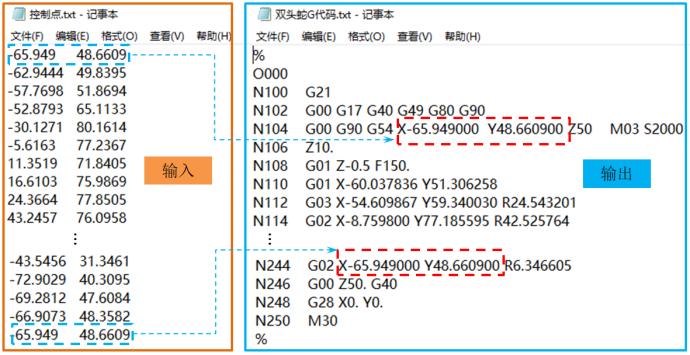 控制点.txt - 记事本
文件(F) 编辑(E) 格式(O) 查看(V) 帮助(H)
-65.949 48.6609
-62.9444 49.8395
-57.7698 51.8694
-52.8793 65.1133
-30.1271 80.1614
-5.6163 77.2367
11.3519 71.8405
16.6103 75.9869
24.3664 77.8505
43.2457 76.0958
⋮
-43.5456 31.3461
-72.9029 40.3095
-69.2812 47.6084
-66.9073 48.3582
-65.949 48.6609
输入
双头蛇G代码.txt - 记事本
文件(F) 编辑(E) 格式(O) 查看(V) 帮助(H)
%
O000
N100 G21
N102 G00 G17 G40 G49 G80 G90
N104 G00 G90 G54 X-65.949000 Y48.660900 Z50 M03 S2000
N106 Z10.
N108 G01 Z-0.5 F150.
N110 G01 X-60.037836 Y51.306258
N112 G03 X-54.609867 Y59.340030 R24.543201
N114 G02 X-8.759800 Y77.185595 R42.525764
⋮
N244 G02 X-65.949000 Y48.660900 R6.346605
N246 G00 Z50. G40
N248 G28 X0. Y0.
N250 M30
%
输出